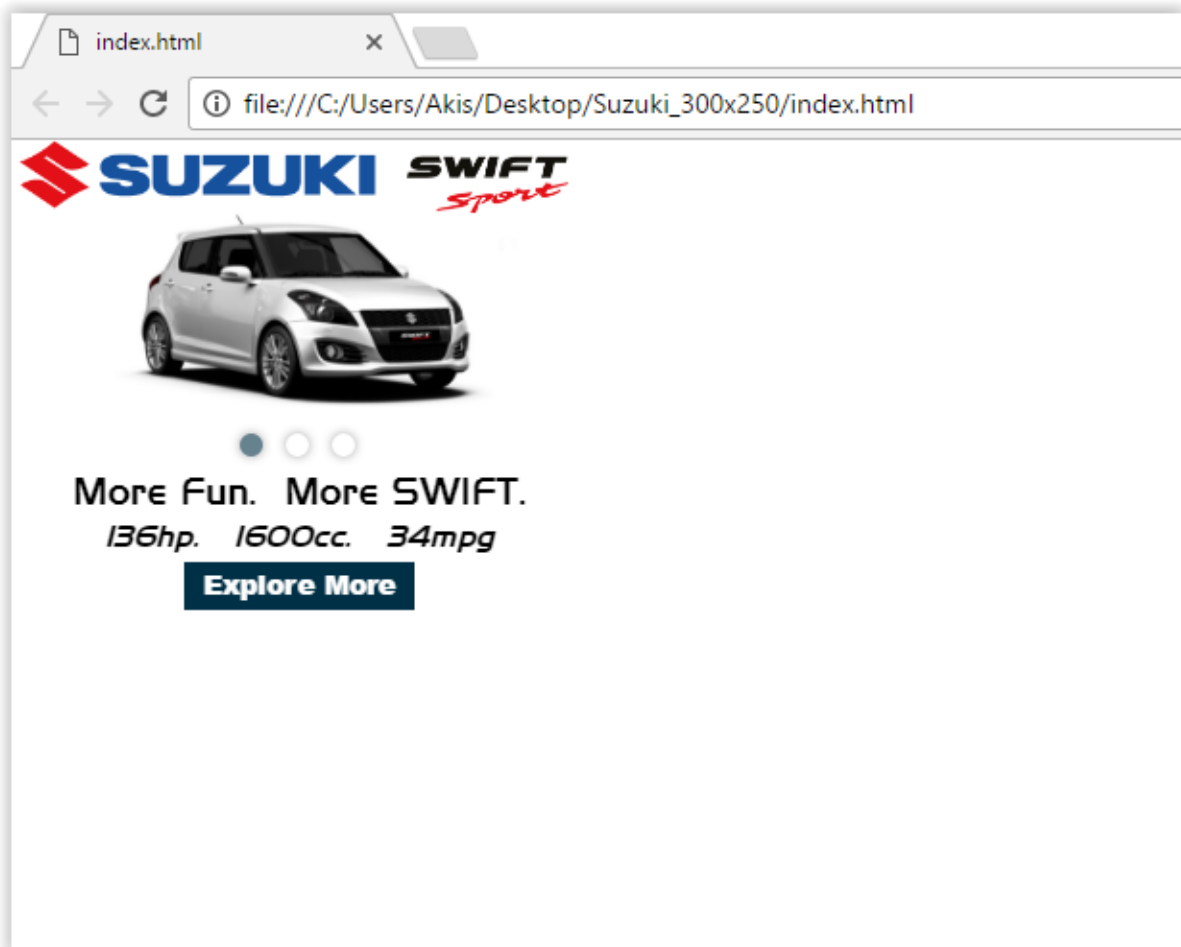 index.html
file:///C:/Users/Akis/Desktop/Suzuki_300x250/index.html
SUZUKI SWIFT
Sport
More Fun. More SWIFT.
136hp. 1600cc. 34mpg
Explore More